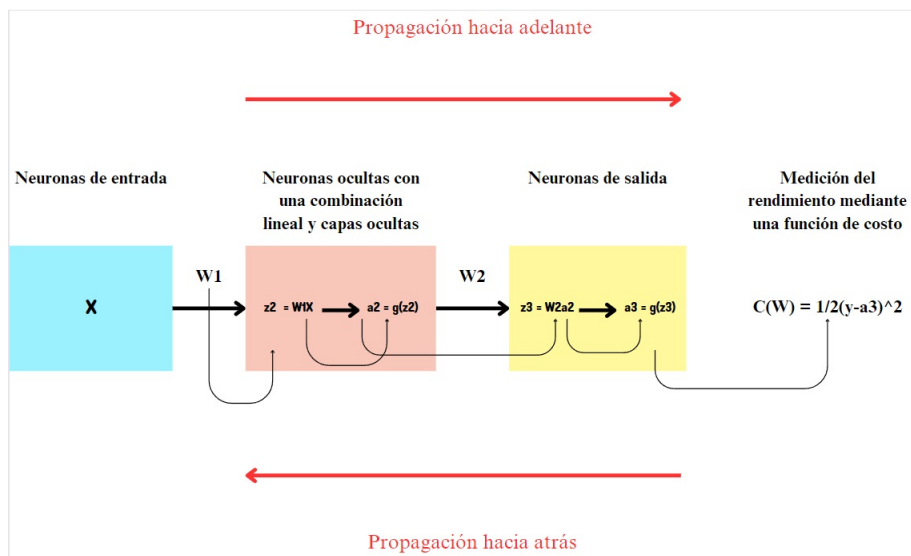 Propagación hacia adelante
Neuronas de entrada
Neuronas ocultas con
una combinación
lineal y capas ocultas
Neuronas de salida
Medición del
rendimiento mediante
una función de costo
X
W1
z2 = W1X
a2 = g(z2)
W2
z3 = W2a2
a3 = g(z3)
C(W) = 1/2(y-a3)^2
Propagación hacia atrás